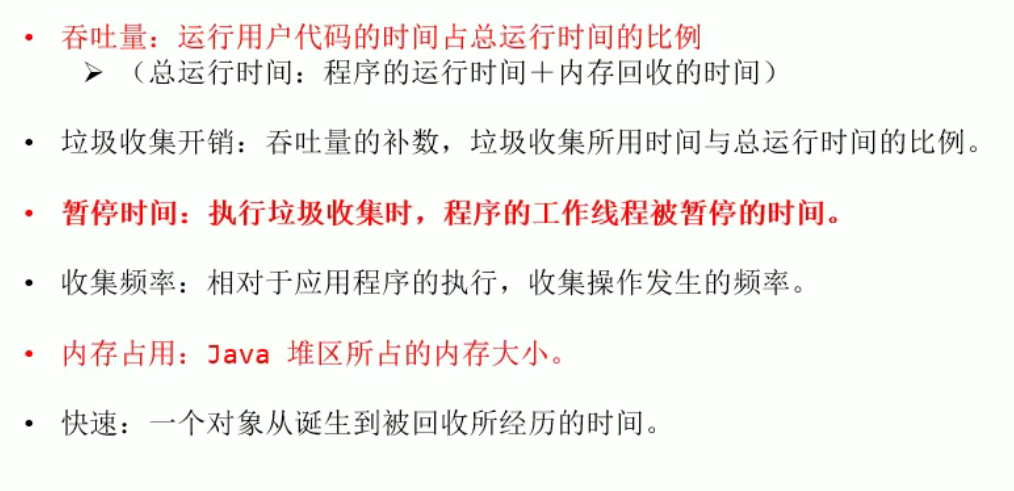 • 吞吐量：运行用户代码的时间占总运行时间的比例
➢ （总运行时间：程序的运行时间＋内存回收的时间）
• 垃圾收集开销：吞吐量的补数，垃圾收集所用时间与总运行时间的比例。
• 暂停时间：执行垃圾收集时，程序的工作线程被暂停的时间。
• 收集频率：相对于应用程序的执行，收集操作发生的频率。
• 内存占用：Java 堆区所占的内存大小。
• 快速：一个对象从诞生到被回收所经历的时间。